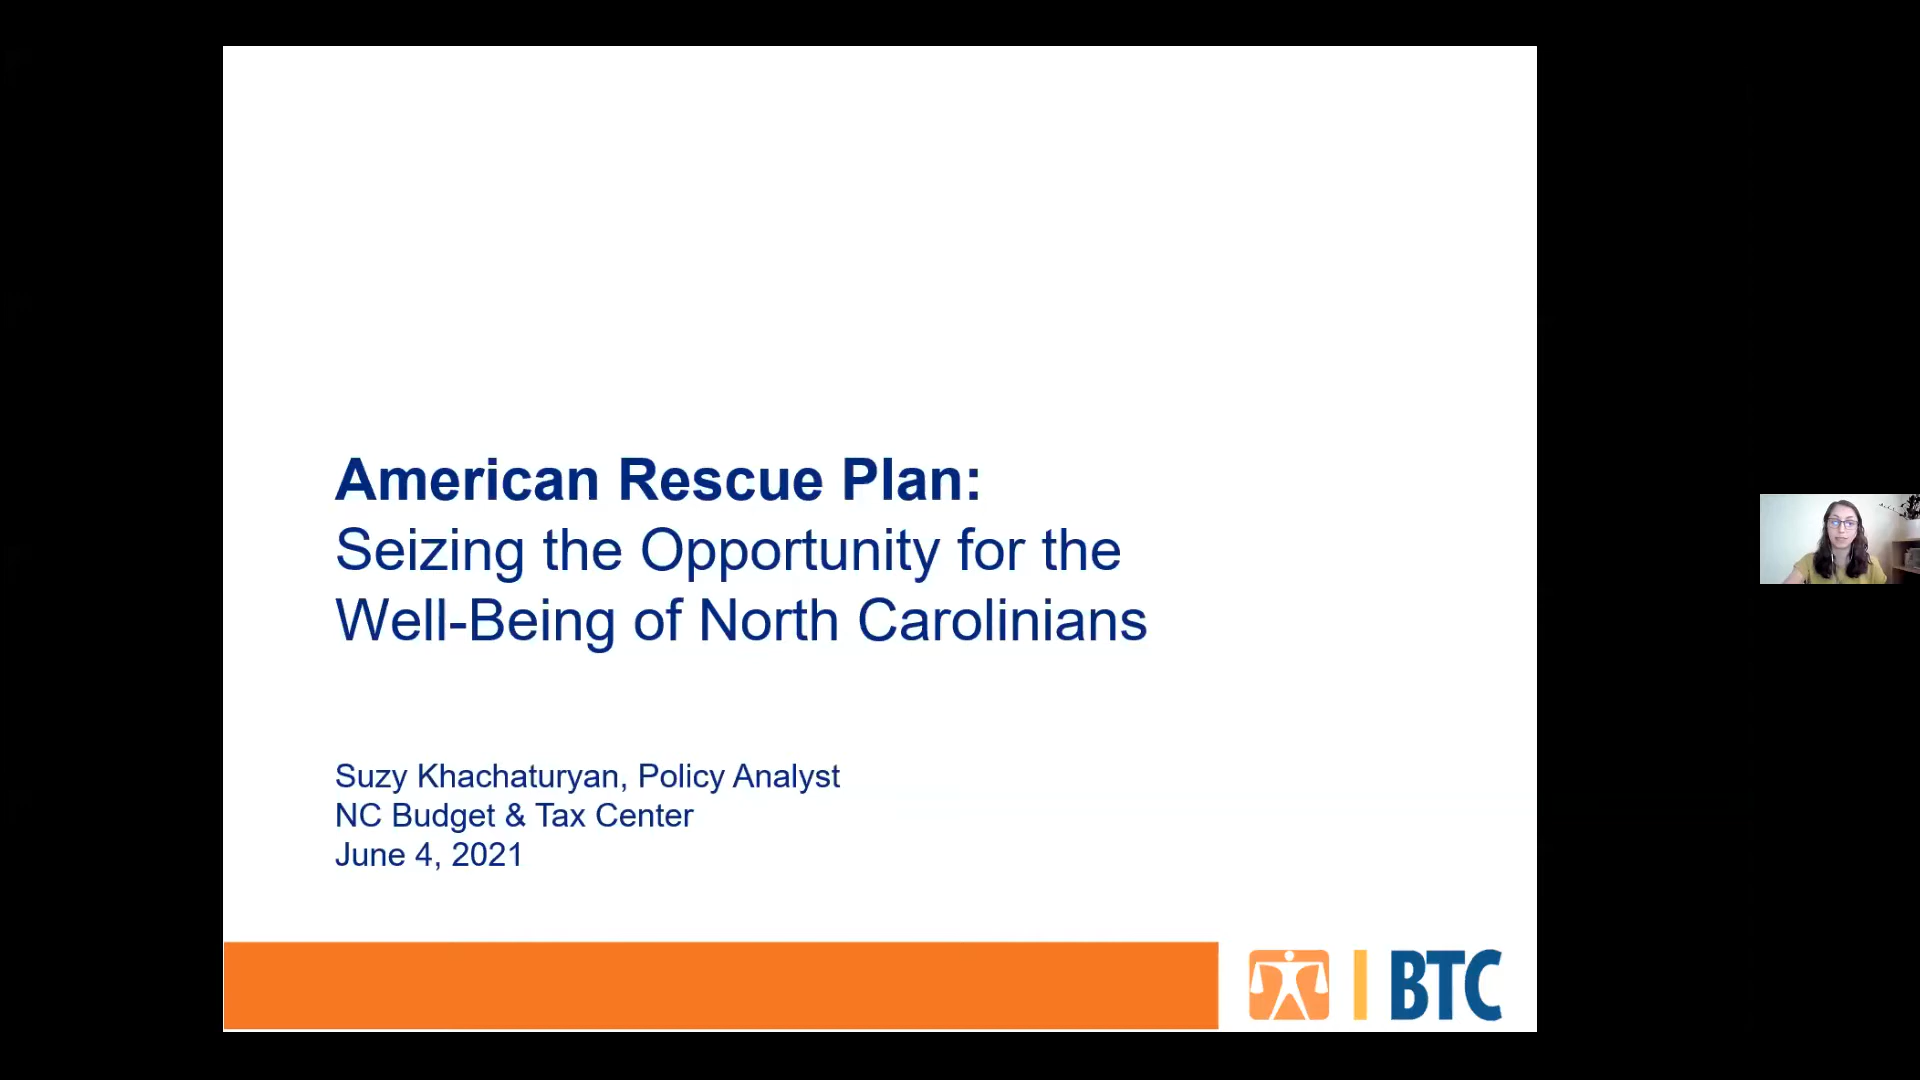 American Rescue Plan:
Seizing the Opportunity for the
Well-Being of North Carolinians
Suzy Khachaturyan, Policy Analyst
NC Budget & Tax Center
June 4, 2021
BTC